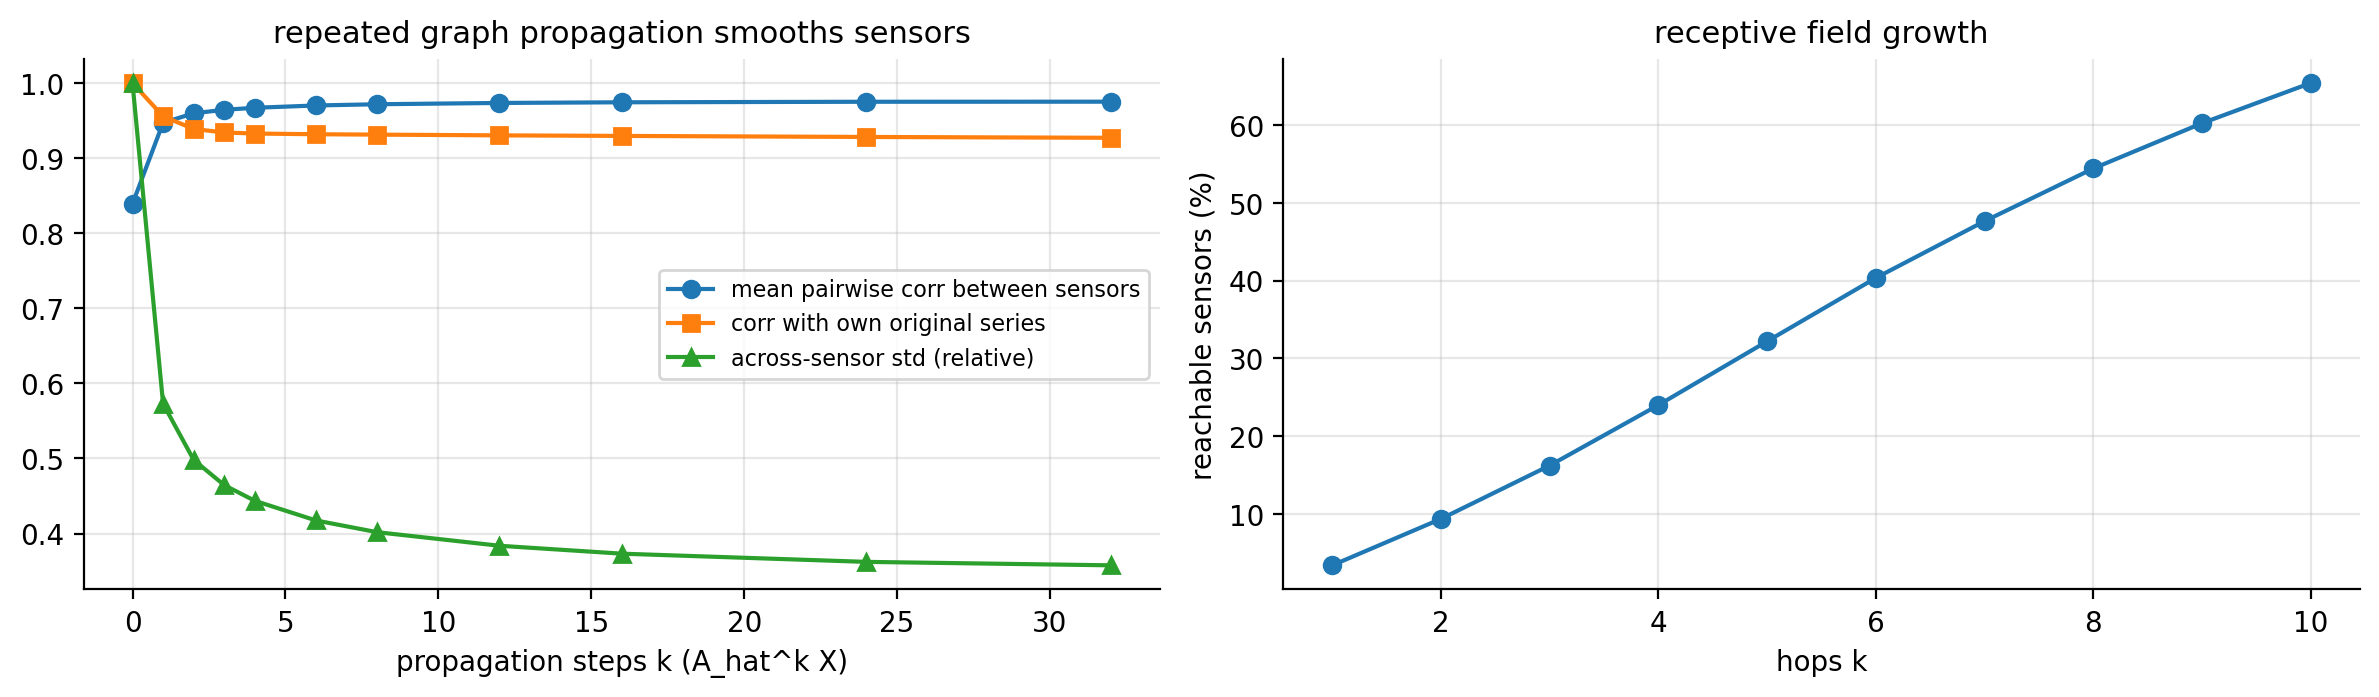 repeated graph propagation smooths sensors
1.0
0.9
0.8
0.7
0.6
0.5
0.4
mean pairwise corr between sensors
corr with own original series
across-sensor std (relative)
0 5 10 15 20 25 30
propagation steps k (A_hat^k X)
receptive field growth
reachable sensors (%)
60
50
40
30
20
10
2 4 6 8 10
hops k